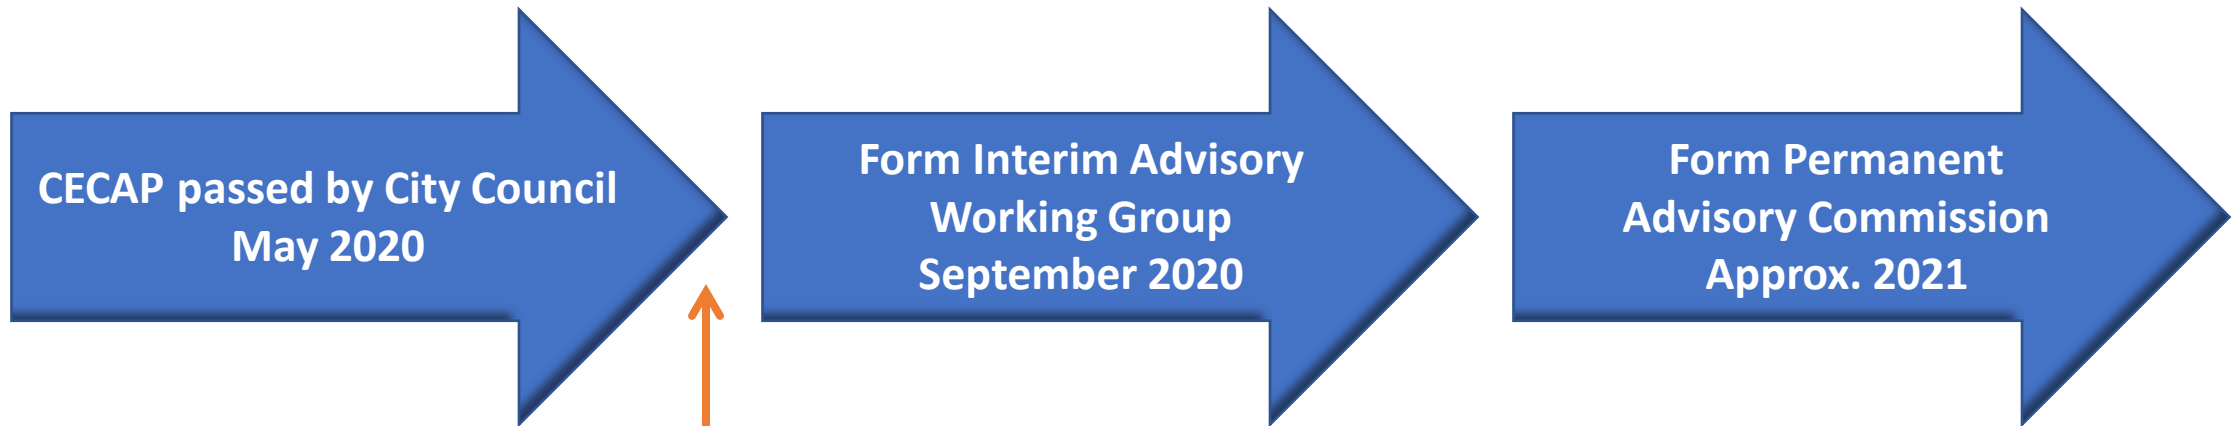 CECAP passed by City Council
May 2020
Form Interim Advisory
Working Group
September 2020
Form Permanent
Advisory Commission
Approx. 2021